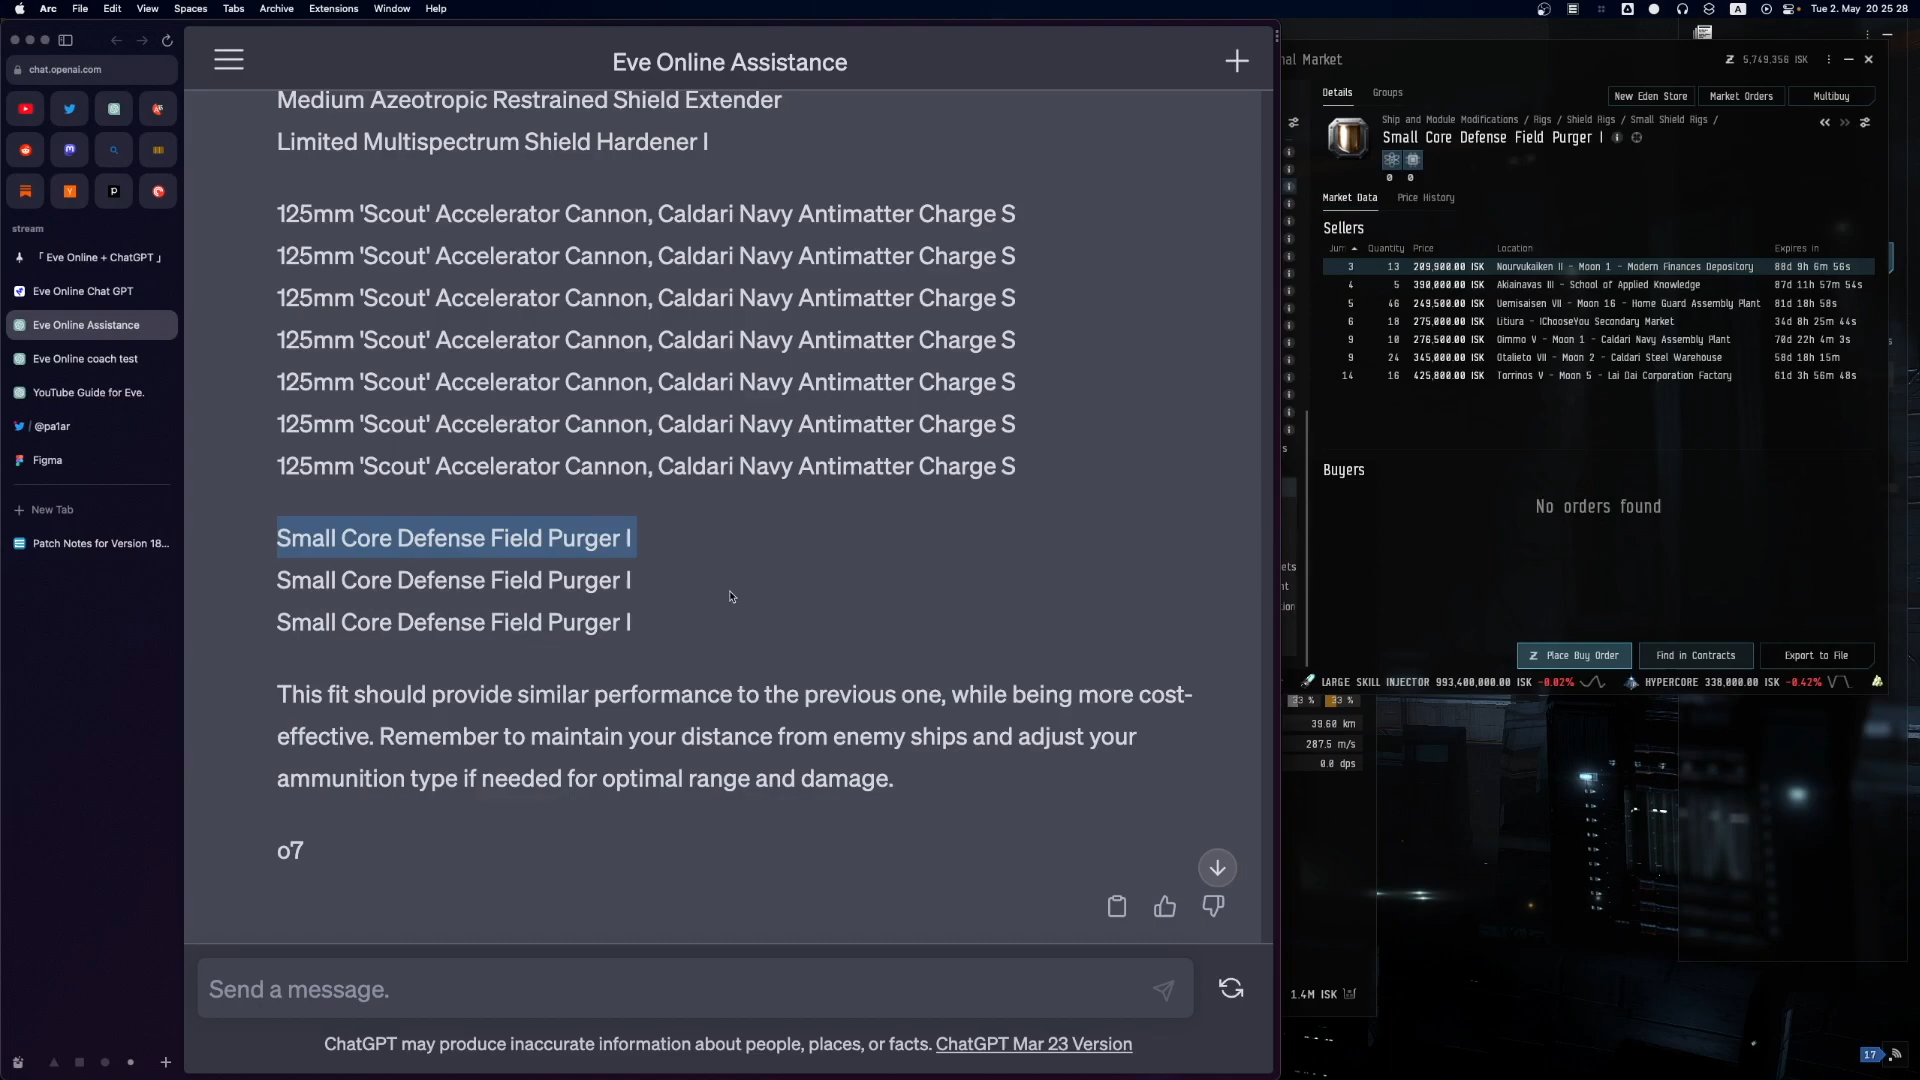 Arc File Edit View Spaces Tabs Archive Extensions Window Help
A
Tue 2. May 20 25 28
chat.openai.com
stream
「 Eve Online + ChatGPT 」
Eve Online Chat GPT
Eve Online Assistance
Eve Online coach test
YouTube Guide for Eve.
/ @pa1ar
Figma
New Tab
Patch Notes for Version 18...
Eve Online Assistance
Medium Azeotropic Restrained Shield Extender
Limited Multispectrum Shield Hardener I
125mm 'Scout' Accelerator Cannon, Caldari Navy Antimatter Charge S
125mm 'Scout' Accelerator Cannon, Caldari Navy Antimatter Charge S
125mm 'Scout' Accelerator Cannon, Caldari Navy Antimatter Charge S
125mm 'Scout' Accelerator Cannon, Caldari Navy Antimatter Charge S
125mm 'Scout' Accelerator Cannon, Caldari Navy Antimatter Charge S
125mm 'Scout' Accelerator Cannon, Caldari Navy Antimatter Charge S
125mm 'Scout' Accelerator Cannon, Caldari Navy Antimatter Charge S
Small Core Defense Field Purger I
Small Core Defense Field Purger I
Small Core Defense Field Purger I
This fit should provide similar performance to the previous one, while being more cost-
effective. Remember to maintain your distance from enemy ships and adjust your
ammunition type if needed for optimal range and damage.
o7
Send a message.
ChatGPT may produce inaccurate information about people, places, or facts. ChatGPT Mar 23 Version
nal Market
5,749,356 ISK
Details Groups
New Eden Store Market Orders Multibuy
Ship and Module Modifications / Rigs / Shield Rigs / Small Shield Rigs /
Small Core Defense Field Purger I
0 0
Market Data Price History
Sellers
Jum Quantity Price Location Expires in
3 13 209,900.00 ISK Nourvukaiken II - Moon 1 - Modern Finances Depository 88d 9h 6m 56s
4 5 390,000.00 ISK Akiainavas III - School of Applied Knowledge 87d 11h 57m 54s
5 46 249,500.00 ISK Uemisaisen VII - Moon 16 - Home Guard Assembly Plant 81d 18h 58s
6 18 275,000.00 ISK Litiura - IChooseYou Secondary Market 34d 8h 25m 44s
9 10 276,500.00 ISK Oimmo V - Moon 1 - Caldari Navy Assembly Plant 70d 22h 4m 3s
9 24 345,000.00 ISK Otalieto VII - Moon 2 - Caldari Steel Warehouse 58d 18h 15m
14 16 425,800.00 ISK Torrinos V - Moon 5 - Lai Dai Corporation Factory 61d 3h 56m 48s
Buyers
No orders found
Place Buy Order Find in Contracts Export to File
LARGE SKILL INJECTOR 993,400,000.00 ISK -0.02% HYPERCORE 338,000.00 ISK -0.42%
33 % 33 %
39.60 km
287.5 m/s
0.0 dps
1.4M ISK
17